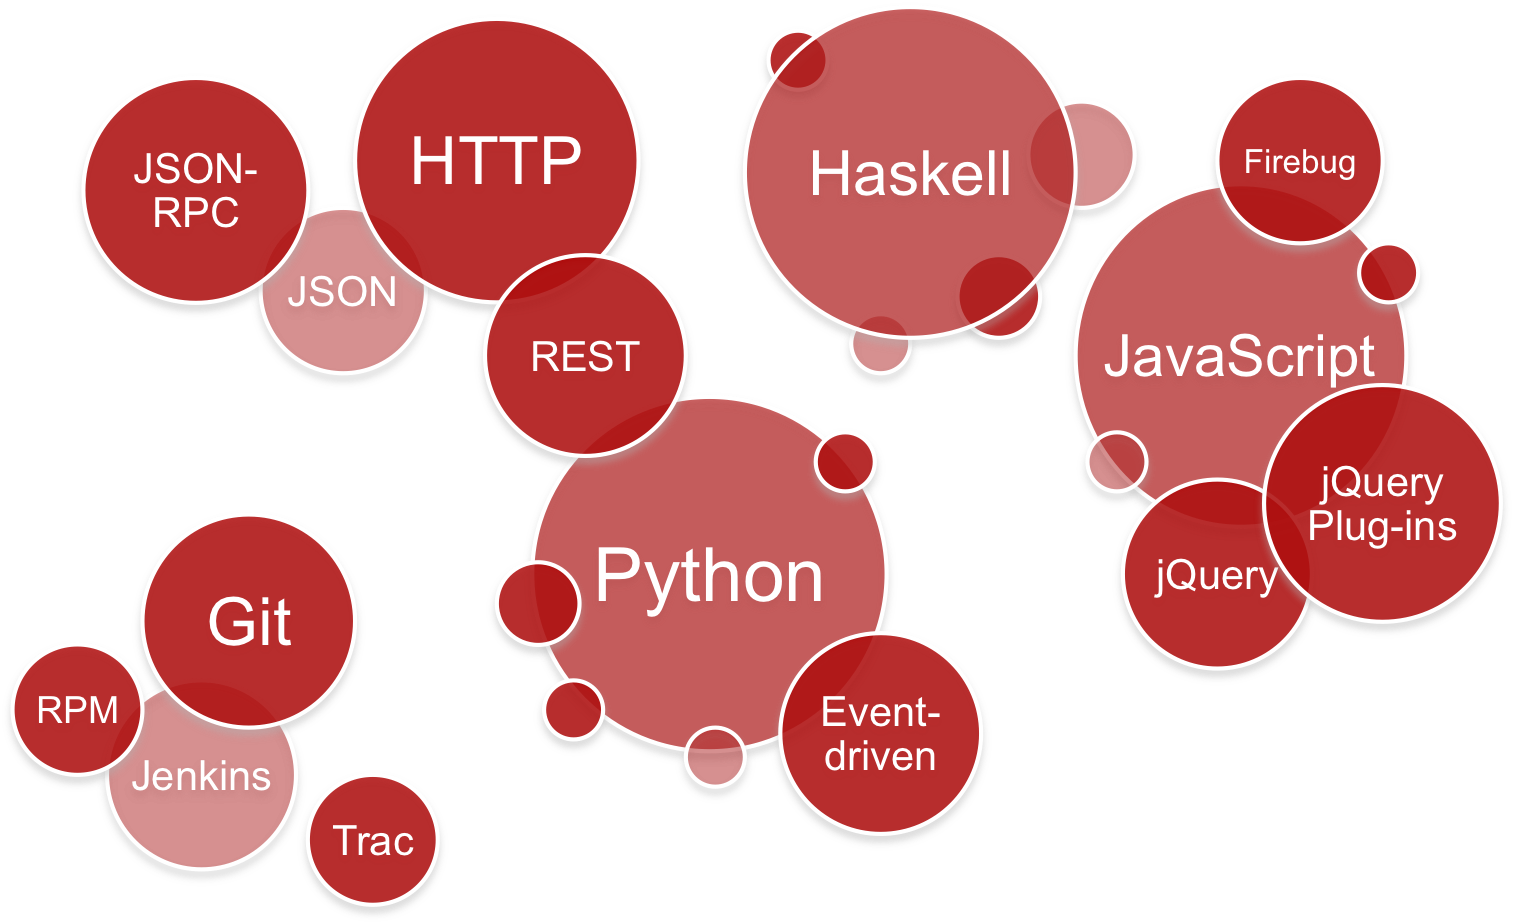 JSON-
RPC
HTTP
JSON
REST
Haskell
Firebug
JavaScript
jQuery
Plug-ins
jQuery
Python
Event-
driven
Git
RPM
Jenkins
Trac